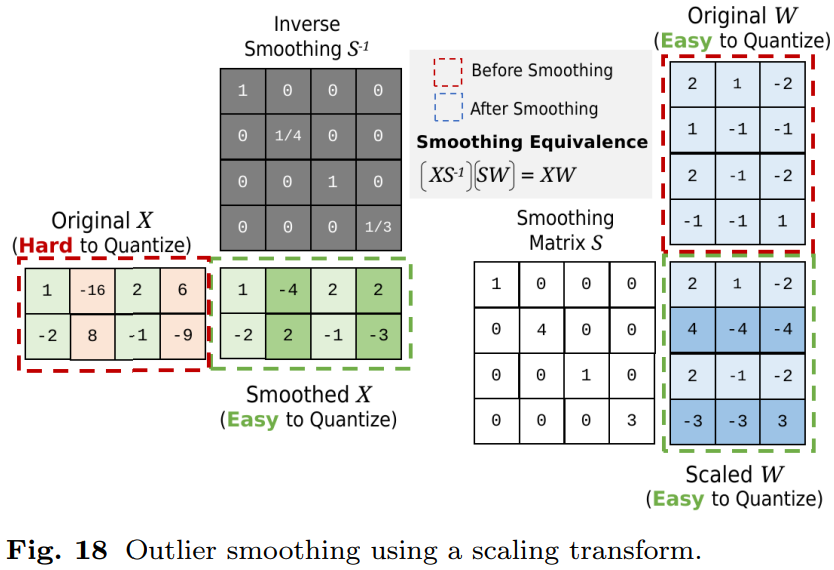 Inverse
Smoothing S⁻¹
1 0 0 0
0 1/4 0 0
0 0 1 0
0 0 0 1/3
Original X
(Hard to Quantize)
1 -16 2 6
-2 8 -1 -9
1 -4 2 2
-2 2 -1 -3
Smoothed X
(Easy to Quantize)
Before Smoothing
After Smoothing
Smoothing Equivalence
(XS⁻¹)(SW) = XW
Smoothing
Matrix S
1 0 0 0
0 4 0 0
0 0 1 0
0 0 0 3
Original W
(Easy to Quantize)
2 1 -2
1 -1 -1
2 -1 -2
-1 -1 1
2 1 -2
4 -4 -4
2 -1 -2
-3 -3 3
Scaled W
(Easy to Quantize)
Fig. 18 Outlier smoothing using a scaling transform.